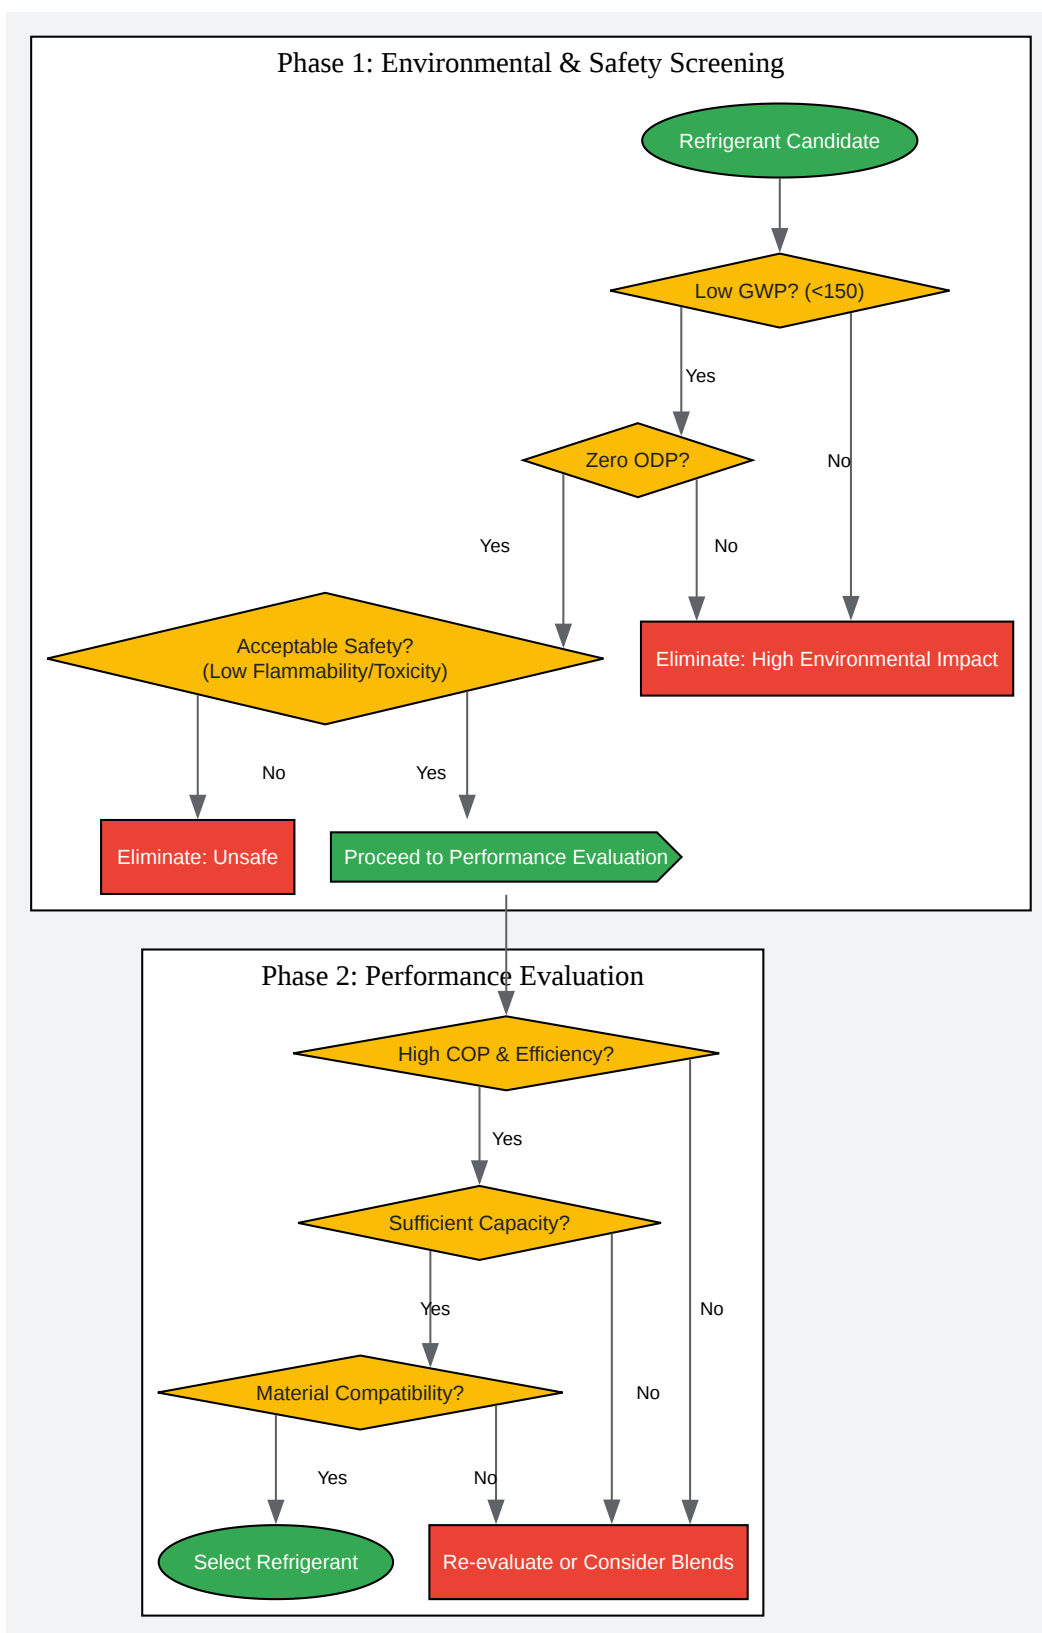 Phase 1: Environmental & Safety Screening
Refrigerant Candidate
Low GWP? (<150)
Yes
No
Zero ODP?
Yes
No
Acceptable Safety?
(Low Flammability/Toxicity)
Eliminate: High Environmental Impact
No
Yes
Eliminate: Unsafe
Proceed to Performance Evaluation
Phase 2: Performance Evaluation
High COP & Efficiency?
Yes
Sufficient Capacity?
Yes
No
Material Compatibility?
No
Yes
No
Select Refrigerant
Re-evaluate or Consider Blends